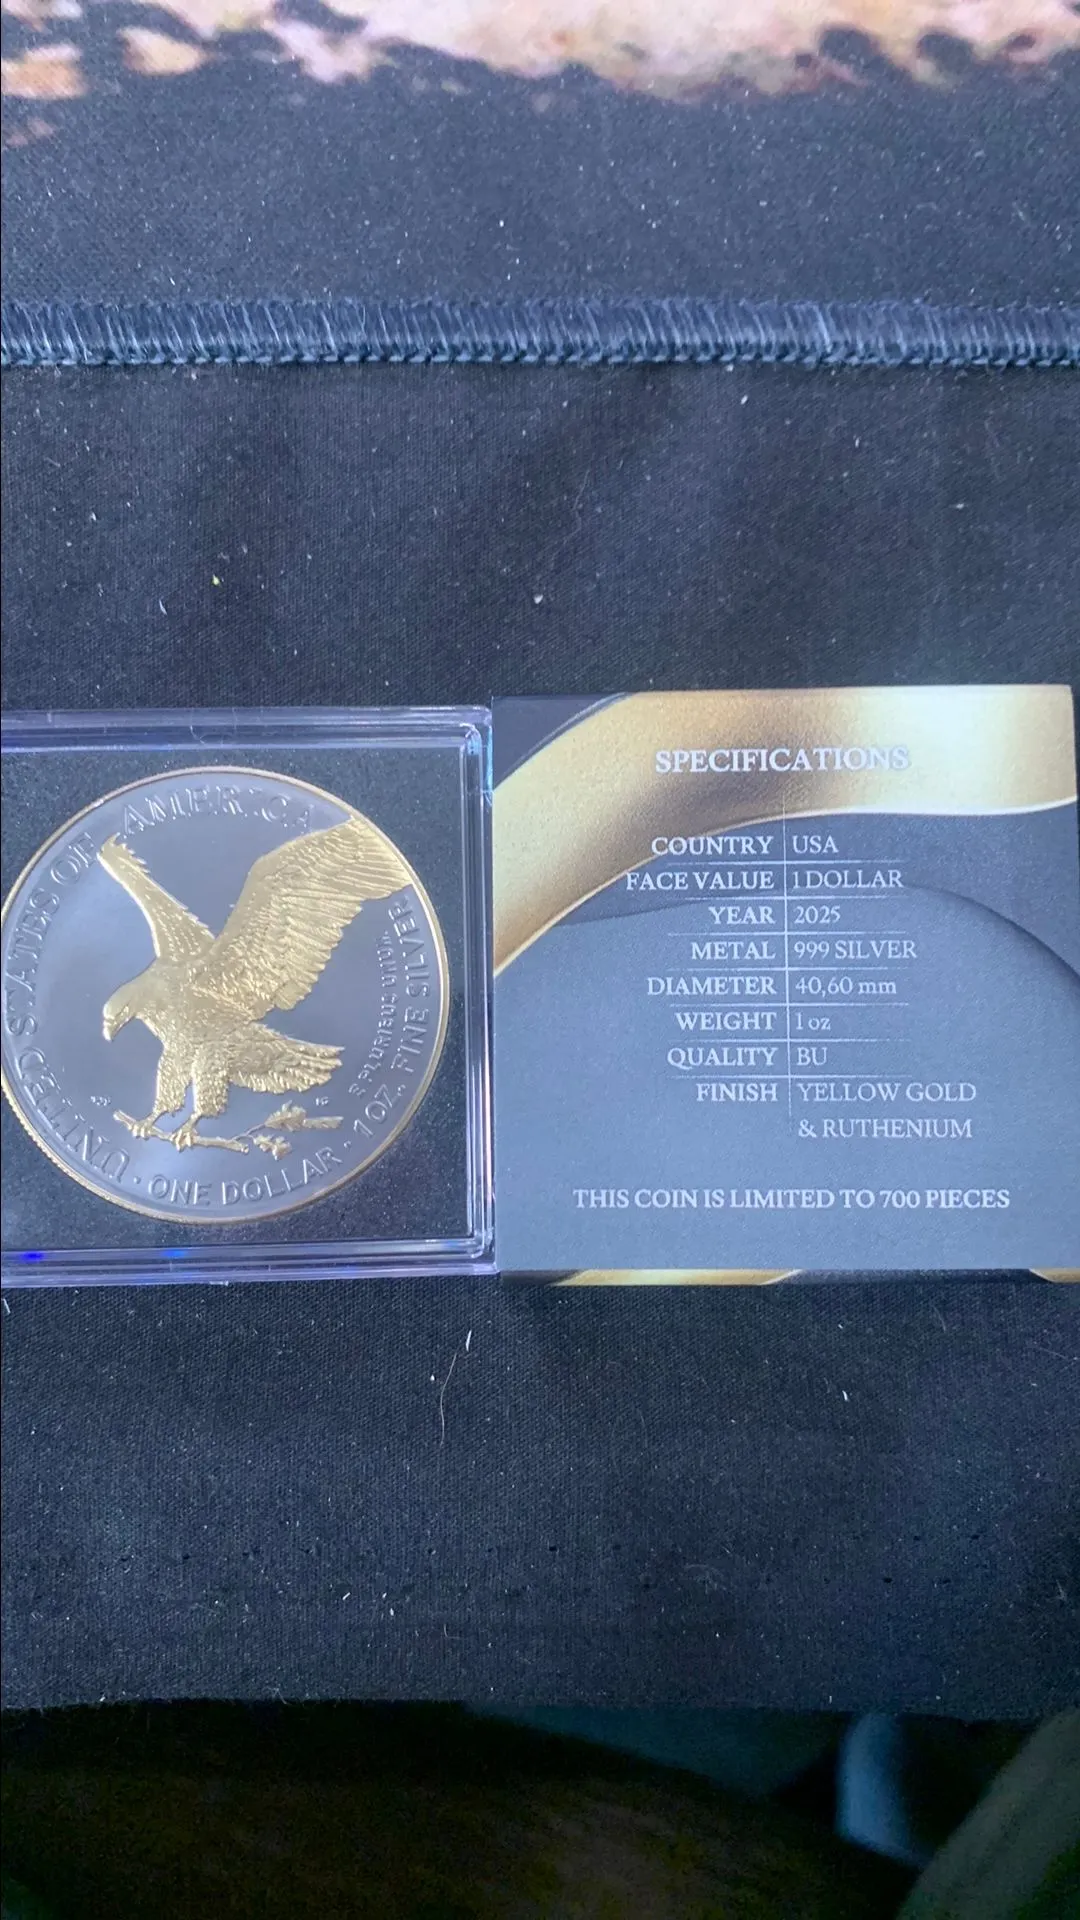 UNITED STATES OF AMERICA
E PLURIBUS UNUM
· ONE DOLLAR · 1 OZ. FINE SILVER
SPECIFICATIONS
COUNTRY USA
FACE VALUE 1 DOLLAR
YEAR 2025
METAL 999 SILVER
DIAMETER 40,60 mm
WEIGHT 1 oz
QUALITY BU
FINISH YELLOW GOLD
& RUTHENIUM
THIS COIN IS LIMITED TO 700 PIECES